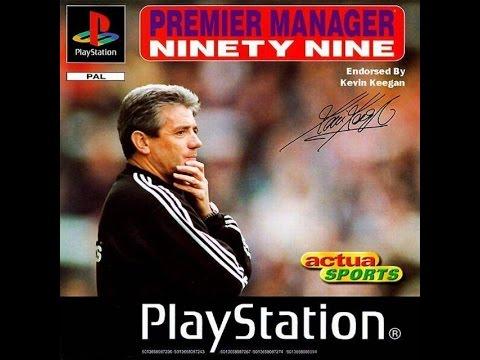 PREMIER MANAGER
NINETY NINE
PlayStation
PAL
Endorsed By
Kevin Keegan
actua
SPORTS
PlayStation®